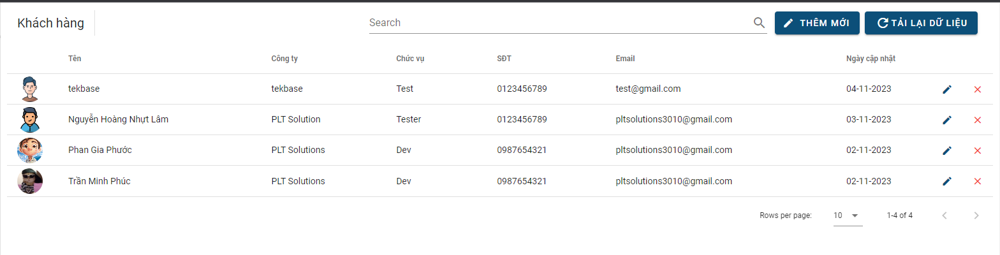 Khách hàng
Search
THÊM MỚI
TẢI LẠI DỮ LIỆU
Tên Công ty Chức vụ SĐT Email Ngày cập nhật
tekbase tekbase Test 0123456789 test@gmail.com 04-11-2023
Nguyễn Hoàng Nhựt Lâm PLT Solution Tester 0123456789 pltsolutions3010@gmail.com 03-11-2023
Phan Gia Phước PLT Solutions Dev 0987654321 pltsolutions3010@gmail.com 02-11-2023
Trần Minh Phúc PLT Solutions Dev 0987654321 pltsolutions3010@gmail.com 02-11-2023
Rows per page: 10 1-4 of 4